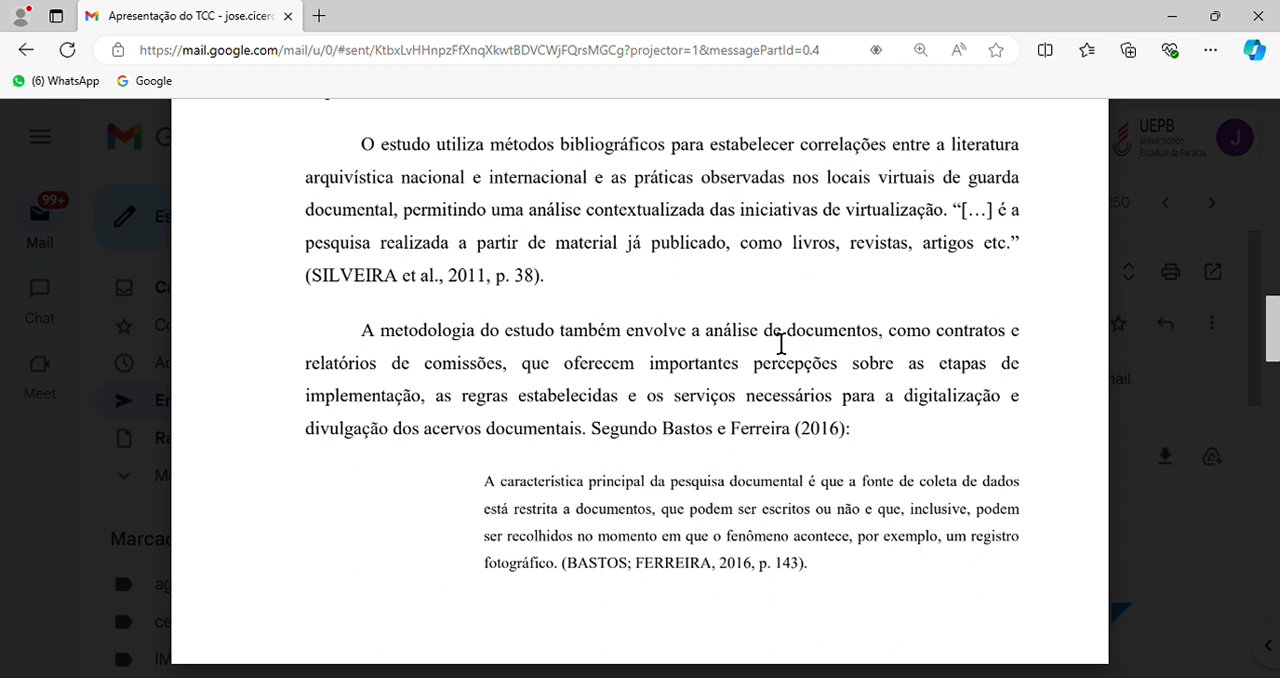 Apresentação do TCC - jose.cicer
https://mail.google.com/mail/u/0/#sent/KtbxLvHHnpzFfXnqXkwtBDVCWjFQrsMGCg?projector=1&messagePartId=0.4
(6) WhatsApp
Google
UEPB
Universidade
Estadual da Paraíba
J
99+
Mail
Chat
Meet
Marcad
O estudo utiliza métodos bibliográficos para estabelecer correlações entre a literatura
arquivística nacional e internacional e as práticas observadas nos locais virtuais de guarda
documental, permitindo uma análise contextualizada das iniciativas de virtualização. “[…] é a
pesquisa realizada a partir de material já publicado, como livros, revistas, artigos etc.”
(SILVEIRA et al., 2011, p. 38).
A metodologia do estudo também envolve a análise de documentos, como contratos e
relatórios de comissões, que oferecem importantes percepções sobre as etapas de
implementação, as regras estabelecidas e os serviços necessários para a digitalização e
divulgação dos acervos documentais. Segundo Bastos e Ferreira (2016):
A característica principal da pesquisa documental é que a fonte de coleta de dados
está restrita a documentos, que podem ser escritos ou não e que, inclusive, podem
ser recolhidos no momento em que o fenômeno acontece, por exemplo, um registro
fotográfico. (BASTOS; FERREIRA, 2016, p. 143).